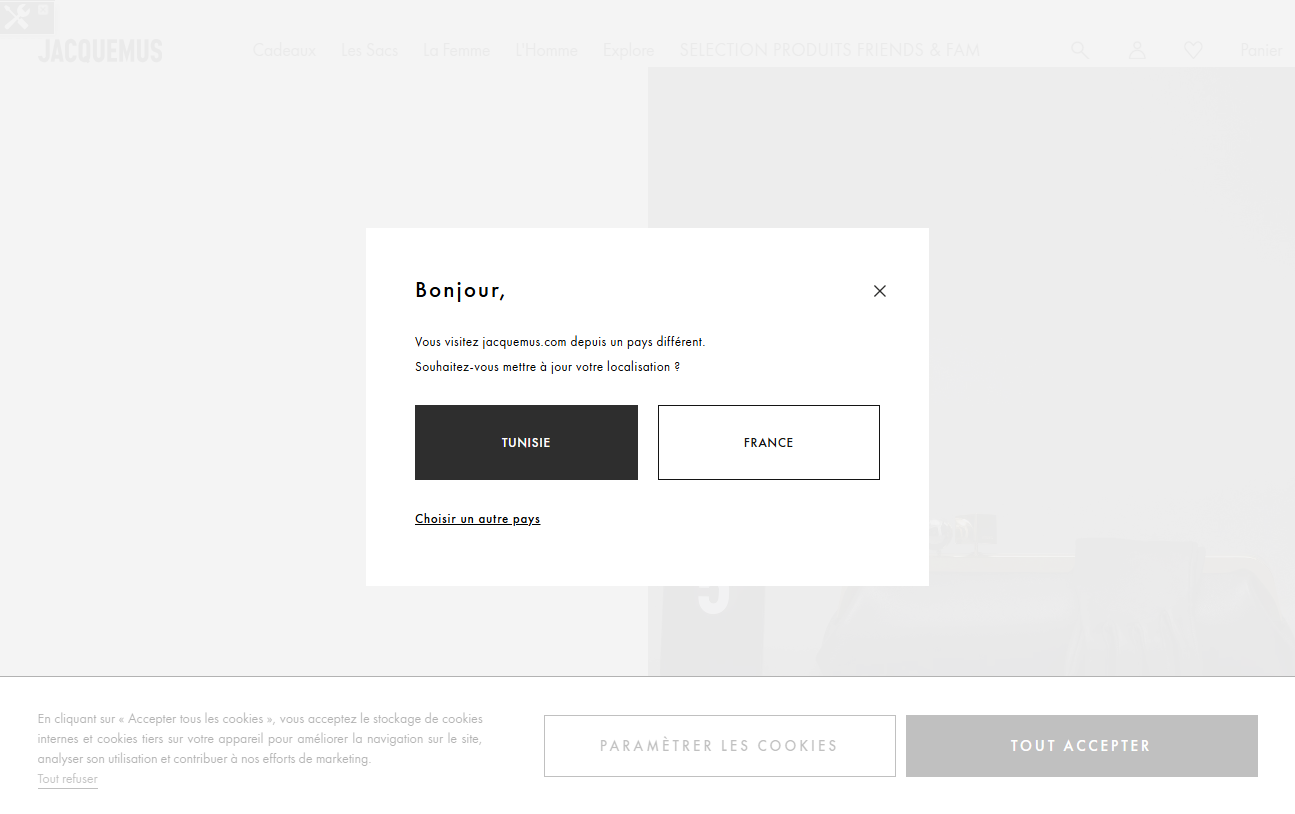 JACQUEMUS
Cadeaux Les Sacs La Femme L'Homme Explore SELECTION PRODUITS FRIENDS & FAM Panier
Bonjour,
Vous visitez jacquemus.com depuis un pays différent.
Souhaitez-vous mettre à jour votre localisation ?
TUNISIE
FRANCE
Choisir un autre pays
5
En cliquant sur « Accepter tous les cookies », vous acceptez le stockage de cookies
internes et cookies tiers sur votre appareil pour améliorer la navigation sur le site,
analyser son utilisation et contribuer à nos efforts de marketing.
Tout refuser
PARAMÈTRER LES COOKIES
TOUT ACCEPTER